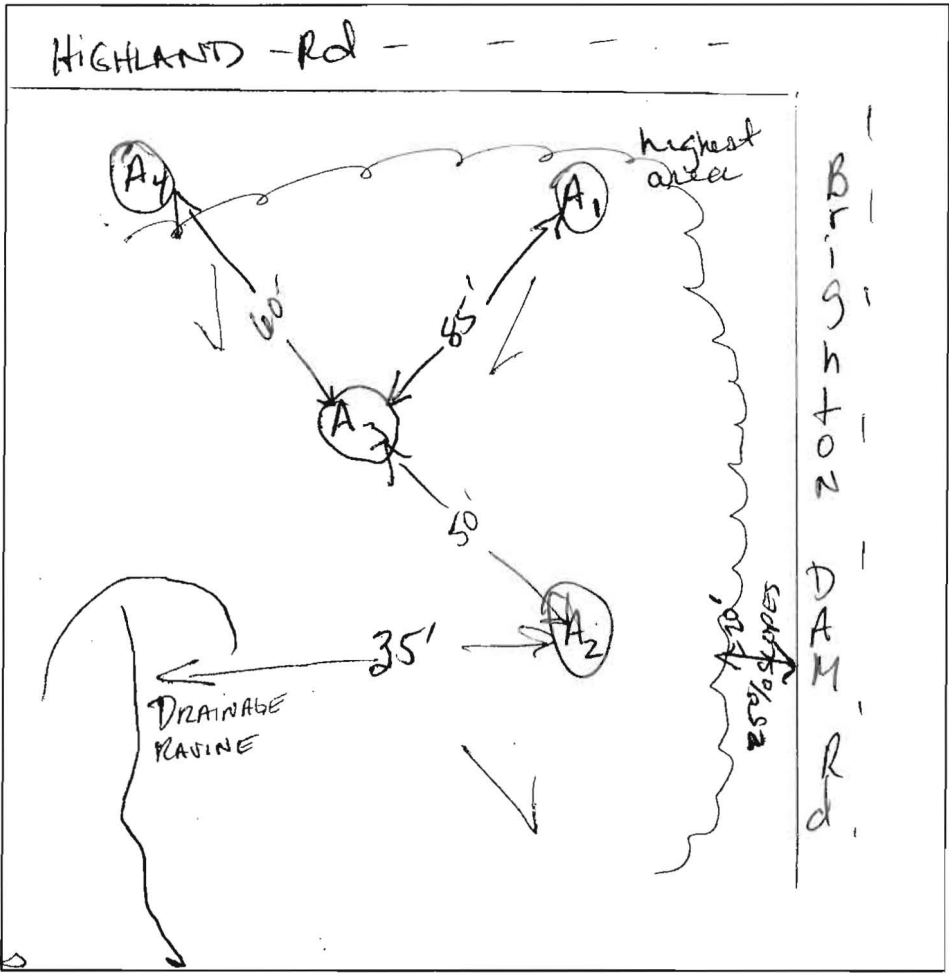 HIGHLAND - Rd -
highest
area
A4
A1
60'
45'
A3
50'
A2
35'
DRAINAGE
RAVINE
20'
25% SLOPES
Brighton DAM Rd.